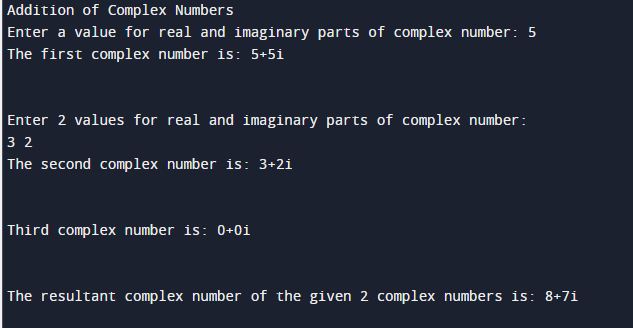 Addition of Complex Numbers
Enter a value for real and imaginary parts of complex number: 5
The first complex number is: 5+5i
Enter 2 values for real and imaginary parts of complex number:
3 2
The second complex number is: 3+2i
Third complex number is: 0+0i
The resultant complex number of the given 2 complex numbers is: 8+7i